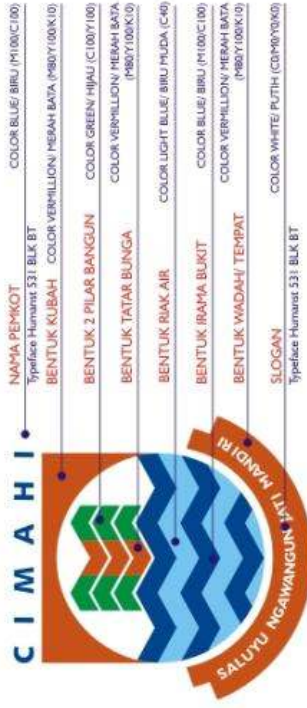 CIMAHI
NAMA PEMKOT COLOR BLUE/ BIRU (M100/C100)
Typeface Humanst 531 BLK BT
BENTUK KUBAH COLOR VERMILLION/ MERAH BATA (M80/Y100/K10)
BENTUK 2 PILAR BANGUN COLOR GREEN/ HIJAU (C100/Y100)
BENTUK TATAR BUNGA COLOR VERMILLION/ MERAH BATA
(M80/Y100/K10)
BENTUK RIAK AIR COLOR LIGHT BLUE/ BIRU MUDA (C40)
BENTUK IRAMA BUKIT COLOR BLUE/ BIRU (M100/C100)
BENTUK WADAH/ TEMPAT COLOR VERMILLION/ MERAH BATA
(M80/Y100/K10)
SLOGAN COLOR WHITE/ PUTIH (C0/M0/Y0/K0)
Typeface Humanst 531 BLK BT
SALUYU NGAWANGUN JATI MANDIRI